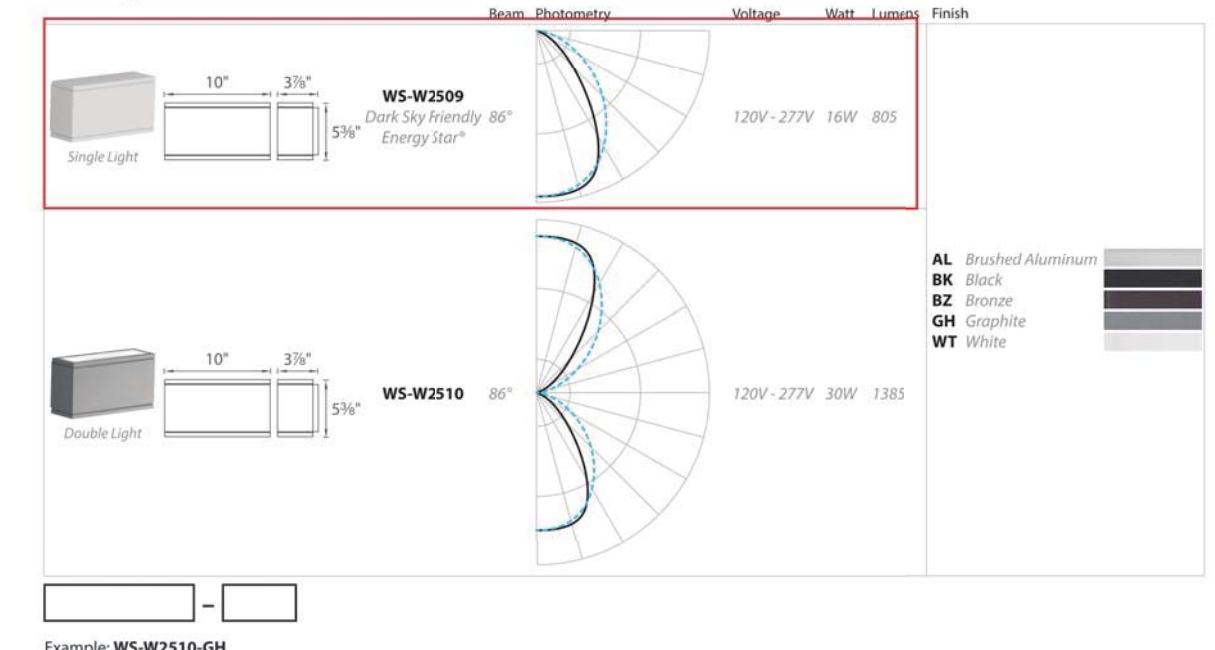 Beam Photometry Voltage Watt Lumens Finish
10" 3⅞"
WS-W2509
Dark Sky Friendly 86° 120V - 277V 16W 805
5⅜"
Energy Star®
Single Light
AL Brushed Aluminum
BK Black
BZ Bronze
GH Graphite
WT White
10" 3⅞"
WS-W2510 86° 120V - 277V 30W 1385
5⅜"
Double Light
–
Example: WS-W2510-GH